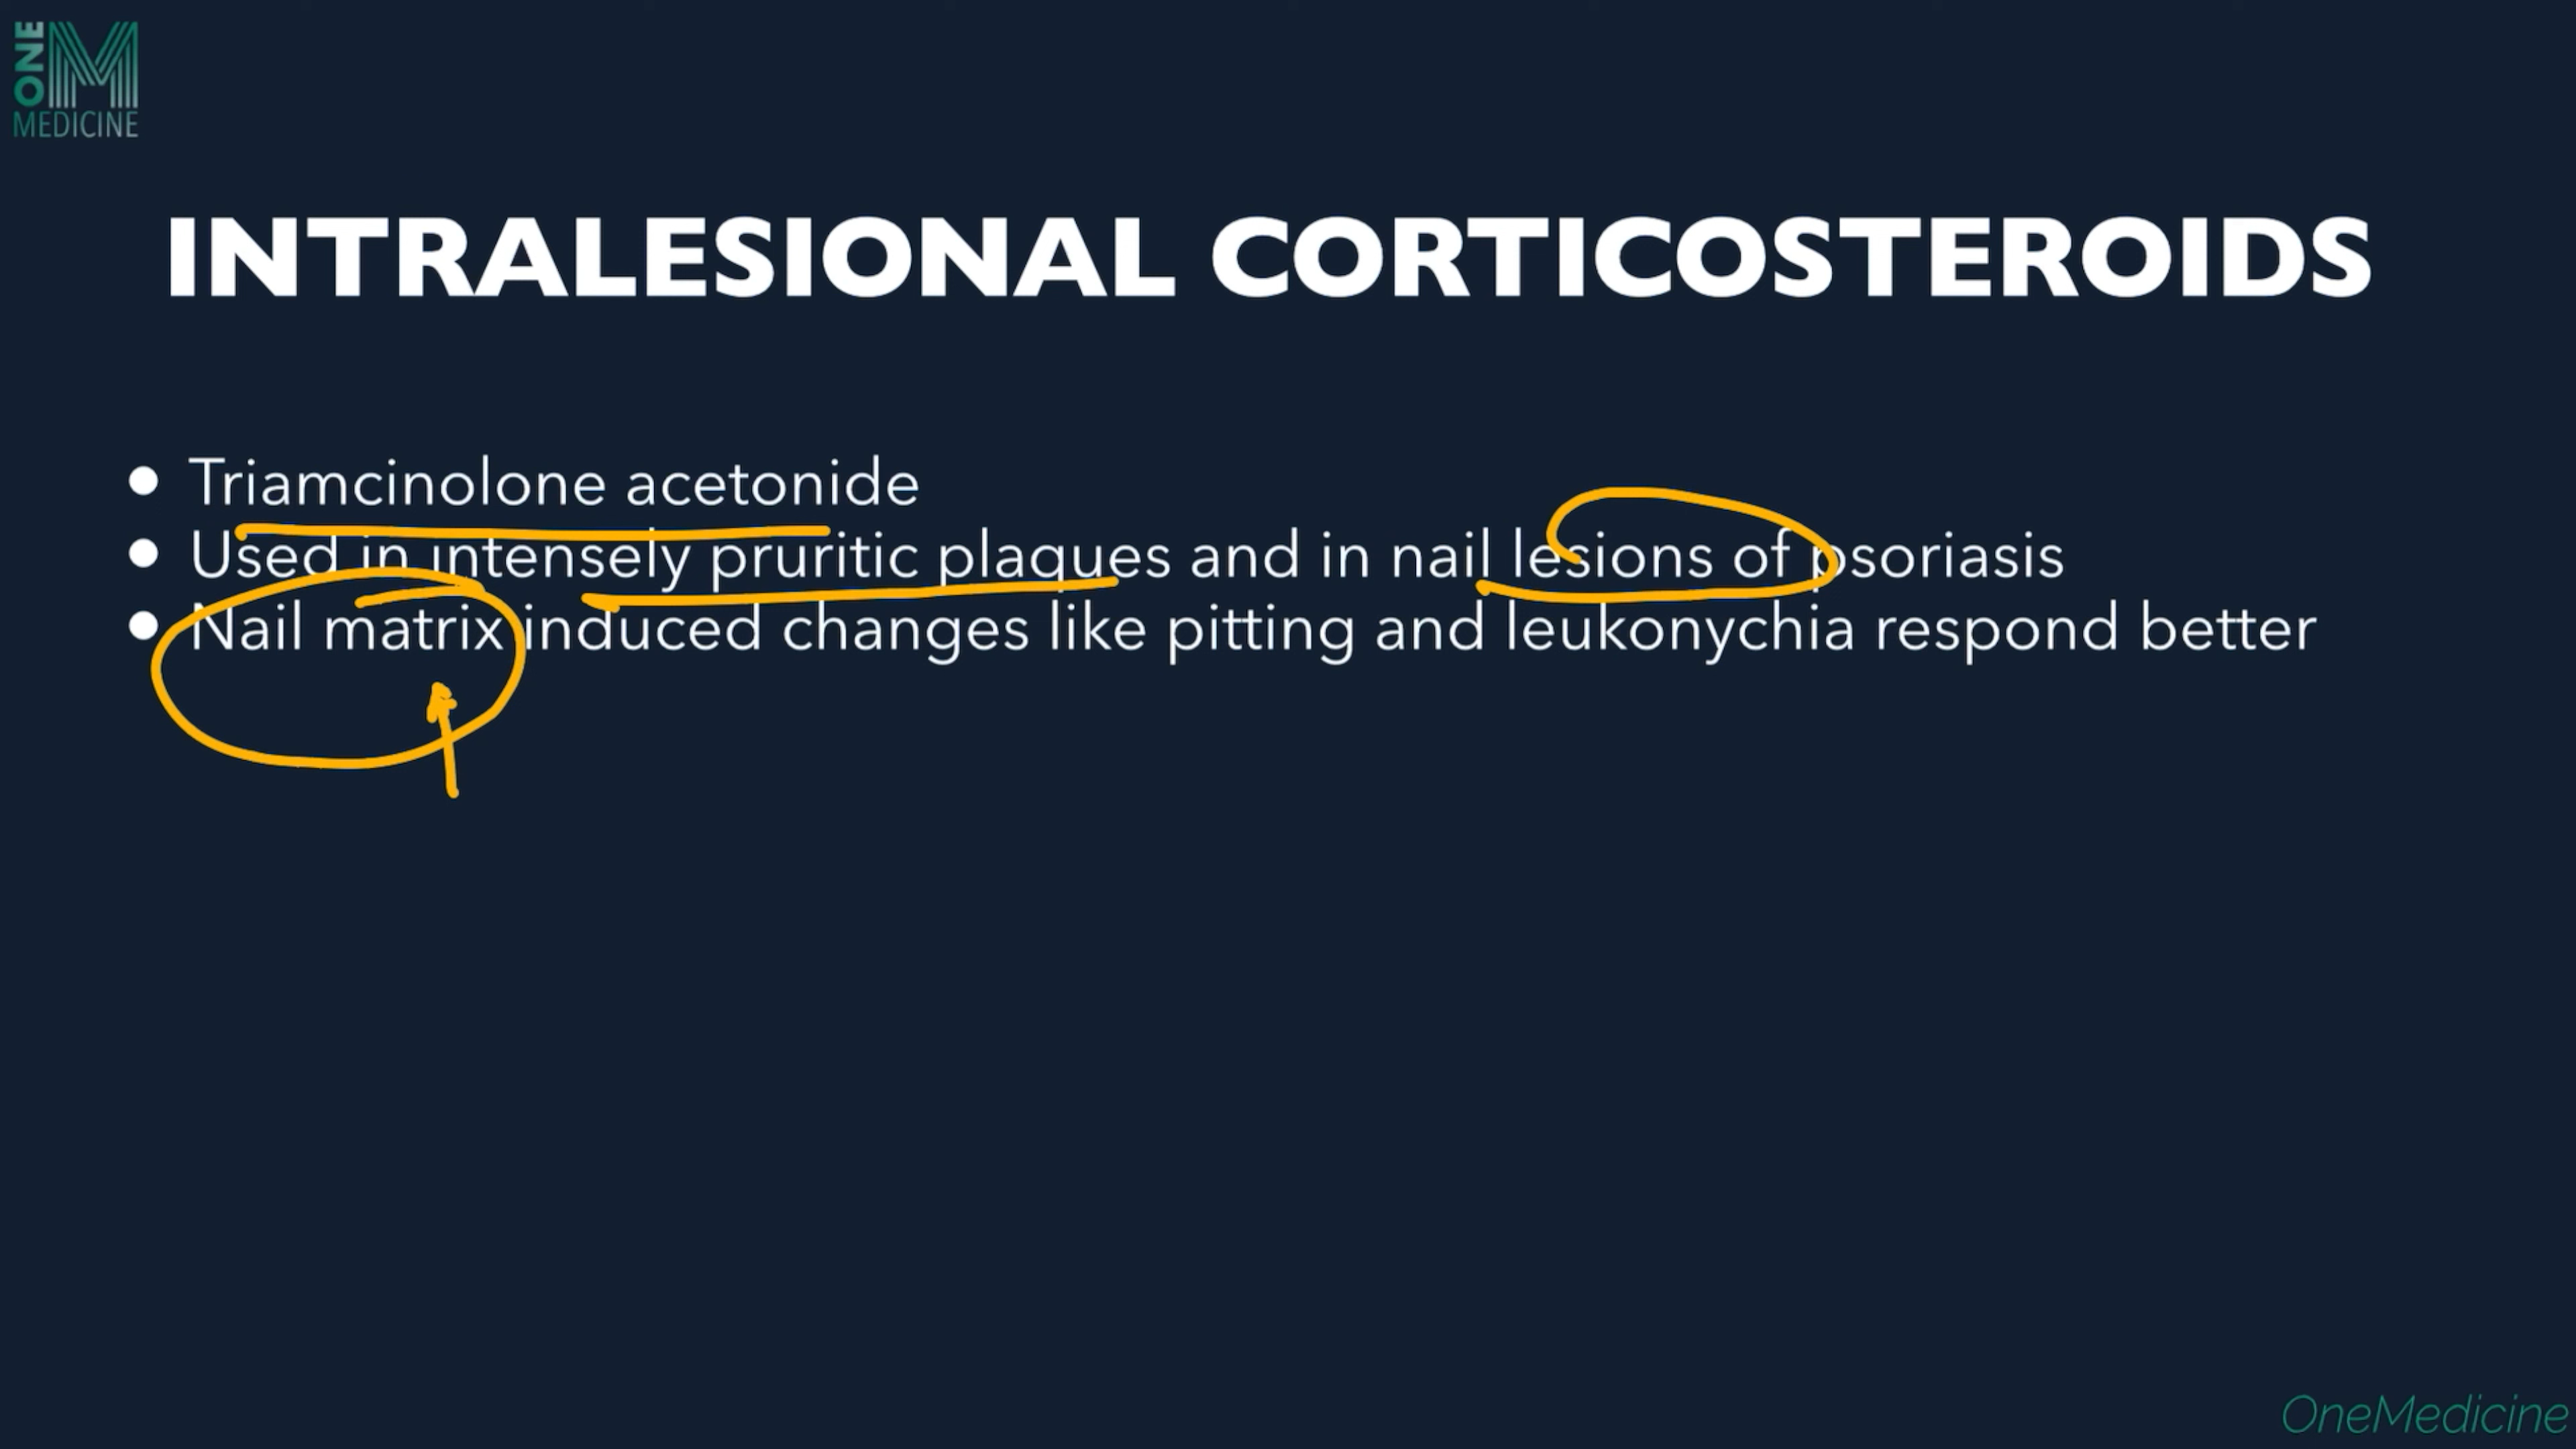 ONE
M
MEDICINE
INTRALESIONAL CORTICOSTEROIDS
• Triamcinolone acetonide
• Used in intensely pruritic plaques and in nail lesions of psoriasis
• Nail matrix induced changes like pitting and leukonychia respond better
OneMedicine